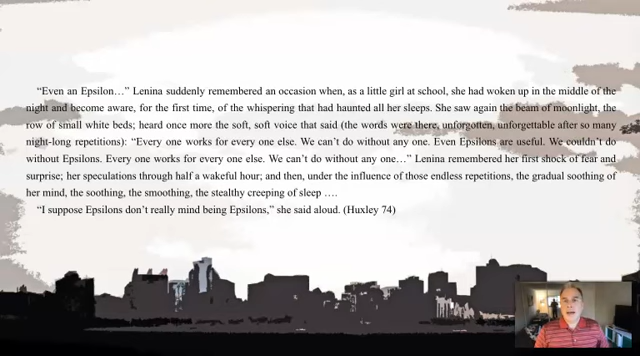 “Even an Epsilon…” Lenina suddenly remembered an occasion when, as a little girl at school, she had woken up in the middle of the
night and become aware, for the first time, of the whispering that had haunted all her sleeps. She saw again the beam of moonlight, the
row of small white beds; heard once more the soft, soft voice that said (the words were there, unforgotten, unforgettable after so many
night-long repetitions): “Every one works for every one else. We can’t do without any one. Even Epsilons are useful. We couldn’t do
without Epsilons. Every one works for every one else. We can’t do without any one…” Lenina remembered her first shock of fear and
surprise; her speculations through half a wakeful hour; and then, under the influence of those endless repetitions, the gradual soothing of
her mind, the soothing, the smoothing, the stealthy creeping of sleep ….
“I suppose Epsilons don’t really mind being Epsilons,” she said aloud. (Huxley 74)